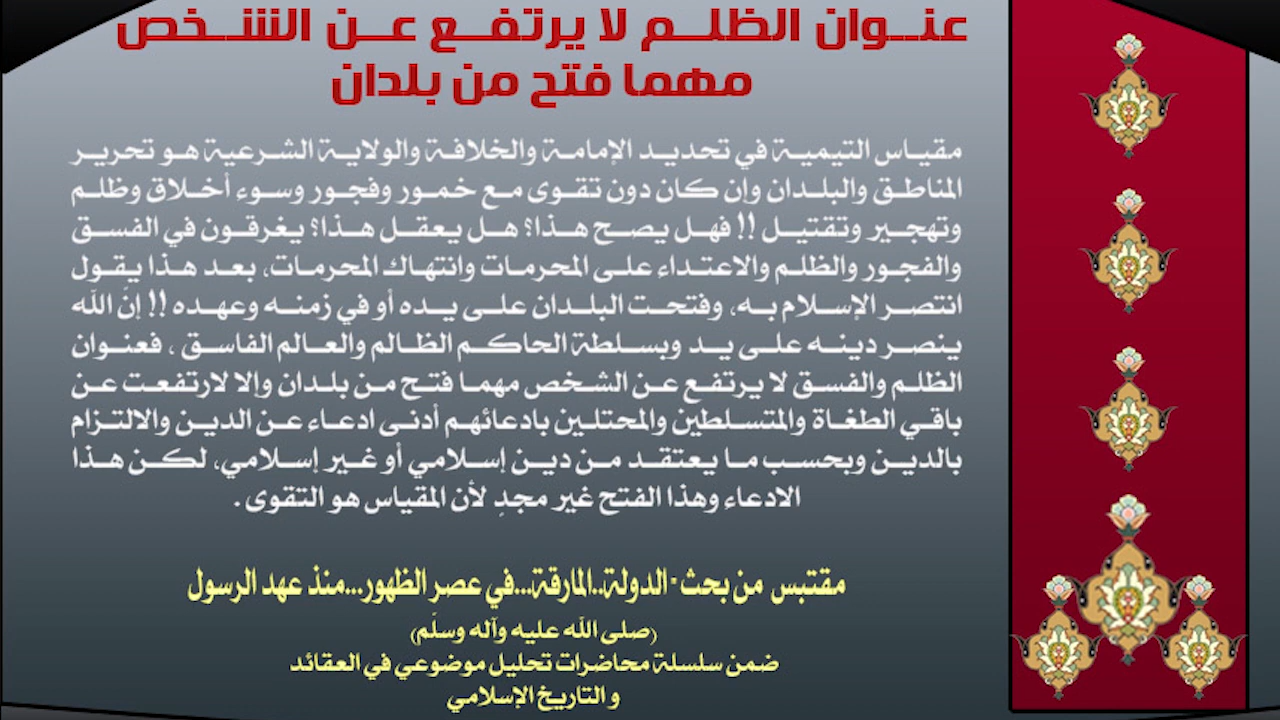 عنوان الظلم لا يرتفع عن الشخص
مهما فتح من بلدان
مقياس التيمية في تحديد الإمامة والخلافة والولاية الشرعية هو تحرير
المناطق والبلدان وإن كان دون تقوى مع خمور وفجور وسوء أخلاق وظلم
وتهجير وتقتيل !! فهل يصح هذا؟ هل يعقل هذا؟ يغرقون في الفسق
والفجور والظلم والاعتداء على المحرمات وانتهاك المحرمات، بعد هذا يقول
انتصر الإسلام به، وفتحت البلدان على يده أو في زمنه وعهده !! إنَ الله
ينصر دينه على يد وبسلطة الحاكم الظالم والعالم الفاسق ، فعنوان
الظلم والفسق لا يرتفع عن الشخص مهما فتح من بلدان وإلا لارتفعت عن
باقي الطغاة والمتسلطين والمحتلين بادعائهم أدنى ادعاء عن الدين والالتزام
بالدين وبحسب ما يعتقد من دين إسلامي أو غير إسلامي، لكن هذا
الادعاء وهذا الفتح غير مجدِ لأن المقياس هو التقوى .
مقتبس من بحث- الدولة..المارقة...في عصر الظهور...منذ عهد الرسول
(صلى الله عليه وآله وسلَم)
ضمن سلسلة محاضرات تحليل موضوعي في العقائد
و التاريخ الإسلامي